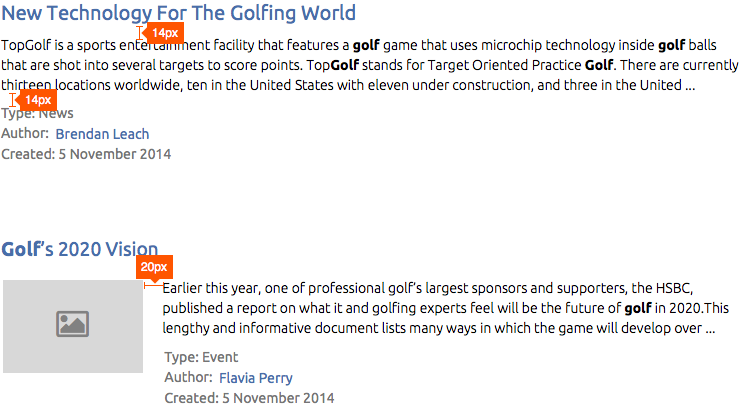 New Technology For The Golfing World
14px
TopGolf is a sports entertainment facility that features a golf game that uses microchip technology inside golf balls
that are shot into several targets to score points. TopGolf stands for Target Oriented Practice Golf. There are currently
thirteen locations worldwide, ten in the United States with eleven under construction, and three in the United ...
14px
Type: News
Author: Brendan Leach
Created: 5 November 2014
Golf's 2020 Vision
20px
Earlier this year, one of professional golf's largest sponsors and supporters, the HSBC,
published a report on what it and golfing experts feel will be the future of golf in 2020.This
lengthy and informative document lists many ways in which the game will develop over ...
Type: Event
Author: Flavia Perry
Created: 5 November 2014